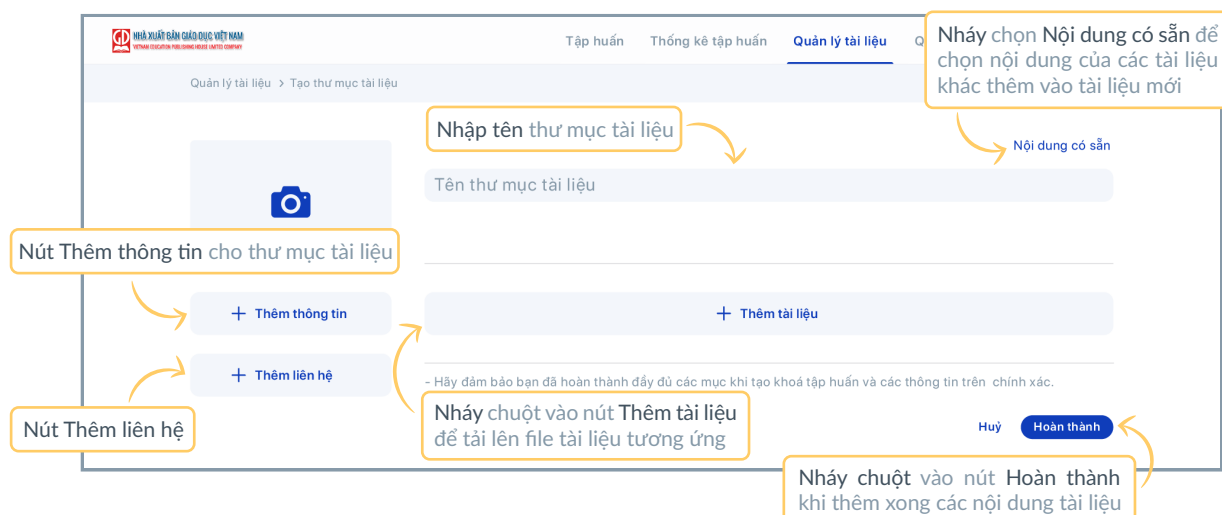 NHÀ XUẤT BẢN GIÁO DỤC VIỆT NAM
VIETNAM EDUCATION PUBLISHING HOUSE LIMITED COMPANY
Tập huấn Thống kê tập huấn Quản lý tài liệu Q
Nháy chọn Nội dung có sẵn để
chọn nội dung của các tài liệu
khác thêm vào tài liệu mới
Quản lý tài liệu > Tạo thư mục tài liệu
Nhập tên thư mục tài liệu
Nội dung có sẵn
Tên thư mục tài liệu
Nút Thêm thông tin cho thư mục tài liệu
+ Thêm thông tin
+ Thêm tài liệu
+ Thêm liên hệ
- Hãy đảm bảo bạn đã hoàn thành đầy đủ các mục khi tạo khoá tập huấn và các thông tin trên chính xác.
Nút Thêm liên hệ
Nháy chuột vào nút Thêm tài liệu
để tải lên file tài liệu tương ứng
Huỷ Hoàn thành
Nháy chuột vào nút Hoàn thành
khi thêm xong các nội dung tài liệu